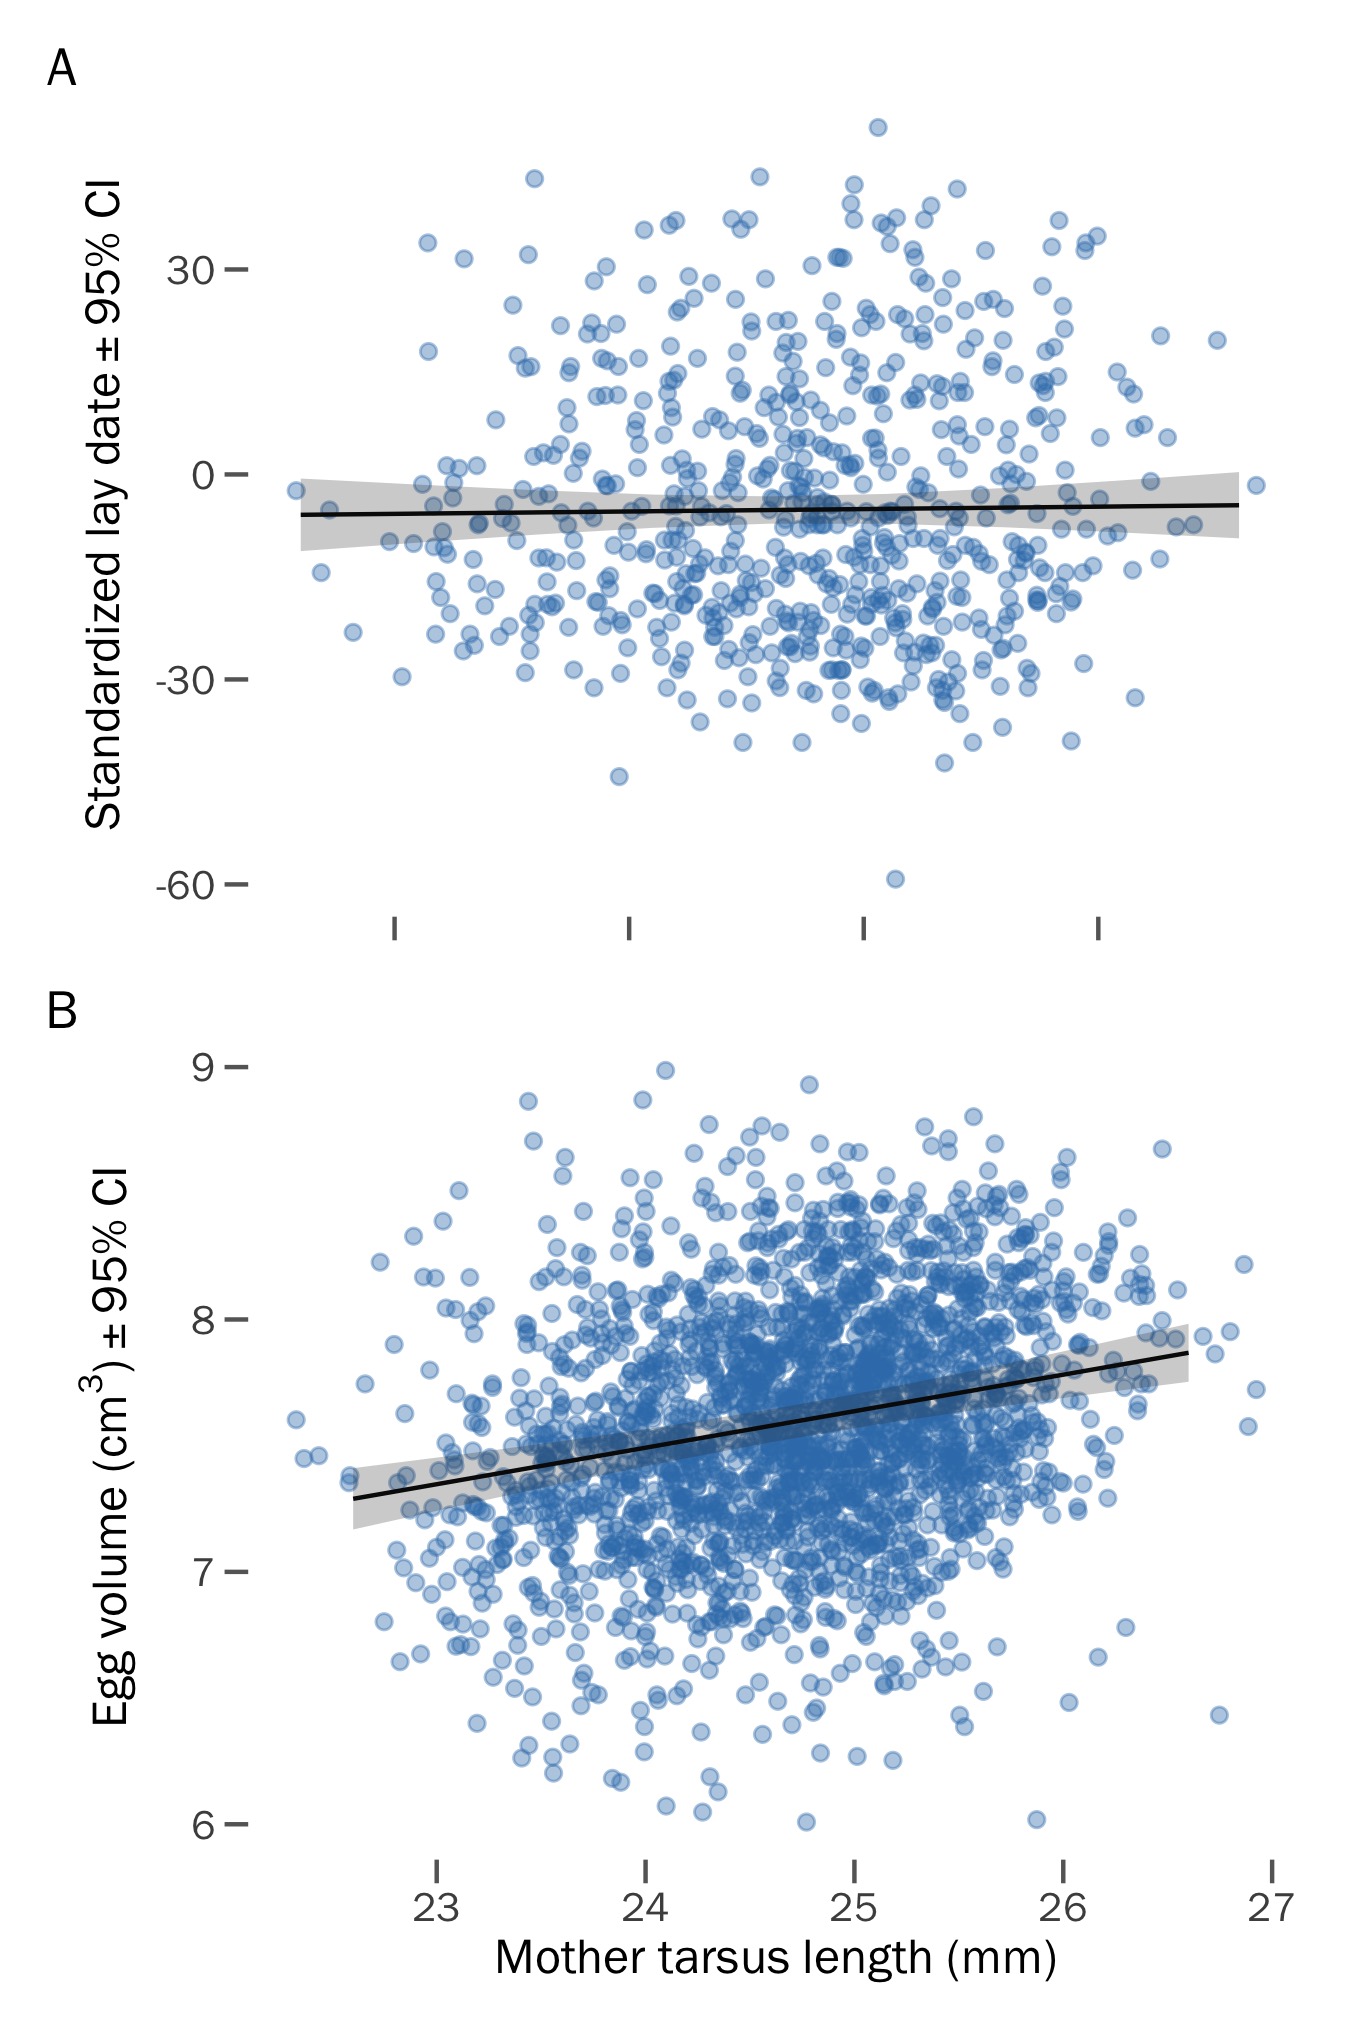 A
Standardized lay date ± 95% CI
30
0
-30
-60
B
Egg volume (cm³) ± 95% CI
9
8
7
6
23 24 25 26 27
Mother tarsus length (mm)